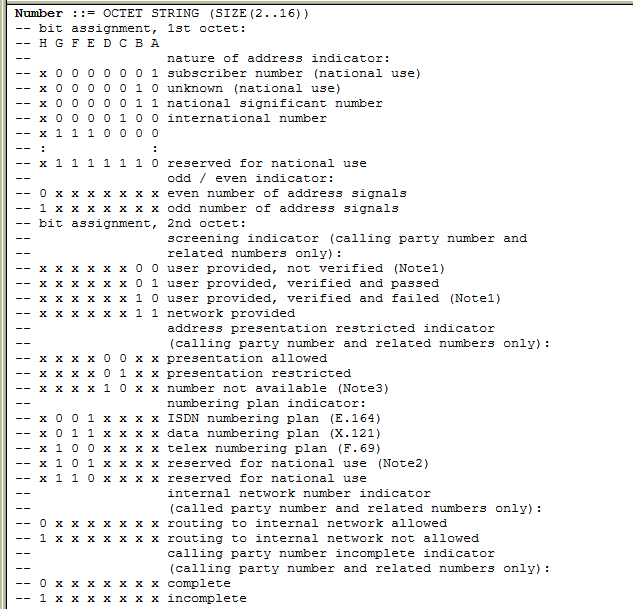 Number ::= OCTET STRING (SIZE(2..16))
-- bit assignment, 1st octet:
-- H G F E D C B A
-- nature of address indicator:
-- x 0 0 0 0 0 0 1 subscriber number (national use)
-- x 0 0 0 0 0 1 0 unknown (national use)
-- x 0 0 0 0 0 1 1 national significant number
-- x 0 0 0 0 1 0 0 international number
-- x 1 1 1 0 0 0 0
-- : :
-- x 1 1 1 1 1 1 0 reserved for national use
-- odd / even indicator:
-- 0 x x x x x x x even number of address signals
-- 1 x x x x x x x odd number of address signals
-- bit assignment, 2nd octet:
-- screening indicator (calling party number and
-- related numbers only):
-- x x x x x x 0 0 user provided, not verified (Note1)
-- x x x x x x 0 1 user provided, verified and passed
-- x x x x x x 1 0 user provided, verified and failed (Note1)
-- x x x x x x 1 1 network provided
-- address presentation restricted indicator
-- (calling party number and related numbers only):
-- x x x x 0 0 x x presentation allowed
-- x x x x 0 1 x x presentation restricted
-- x x x x 1 0 x x number not available (Note3)
-- numbering plan indicator:
-- x 0 0 1 x x x x ISDN numbering plan (E.164)
-- x 0 1 1 x x x x data numbering plan (X.121)
-- x 1 0 0 x x x x telex numbering plan (F.69)
-- x 1 0 1 x x x x reserved for national use (Note2)
-- x 1 1 0 x x x x reserved for national use
-- internal network number indicator
-- (called party number and related numbers only):
-- 0 x x x x x x x routing to internal network allowed
-- 1 x x x x x x x routing to internal network not allowed
-- calling party number incomplete indicator
-- (calling party number and related numbers only):
-- 0 x x x x x x x complete
-- 1 x x x x x x x incomplete